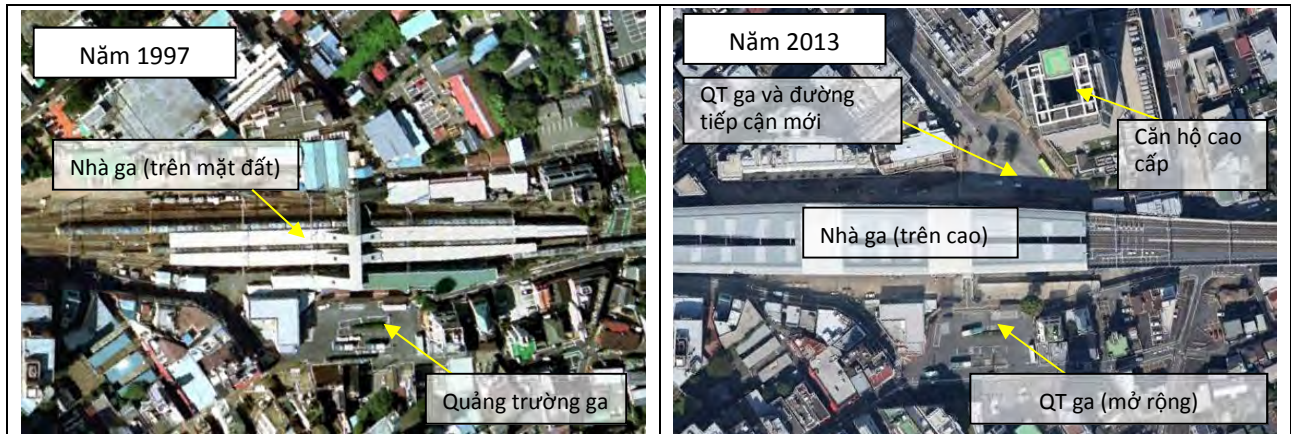 Năm 1997
Nhà ga (trên mặt đất)
Quảng trường ga
Năm 2013
QT ga và đường
tiếp cận mới
Căn hộ cao
cấp
Nhà ga (trên cao)
QT ga (mở rộng)